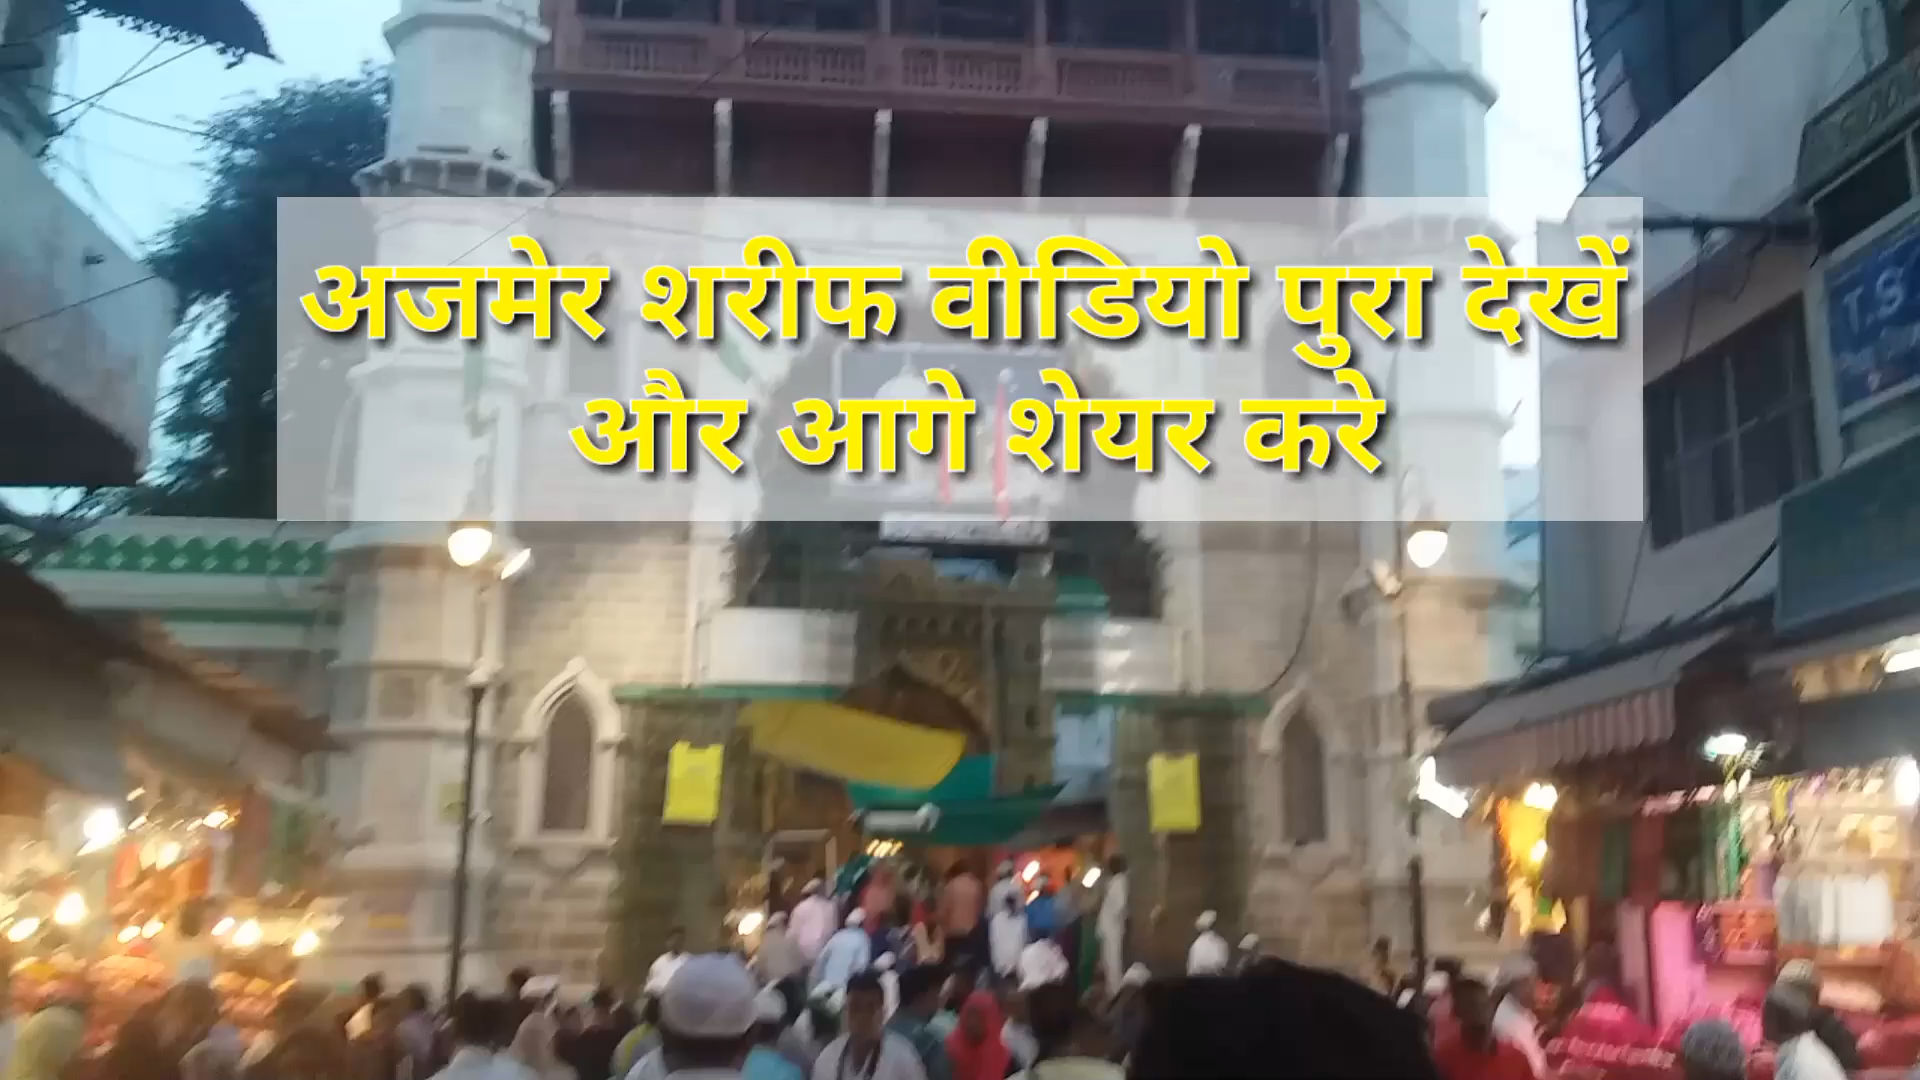 अजमेर शरीफ वीडियो पुरा देखें
और आगे शेयर करे
T.S